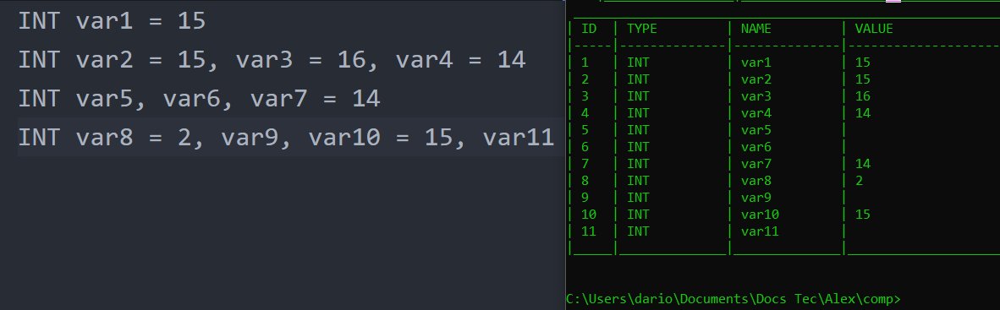 INT var1 = 15
INT var2 = 15, var3 = 16, var4 = 14
INT var5, var6, var7 = 14
INT var8 = 2, var9, var10 = 15, var11
| ID | TYPE | NAME | VALUE
| 1 | INT | var1 | 15
| 2 | INT | var2 | 15
| 3 | INT | var3 | 16
| 4 | INT | var4 | 14
| 5 | INT | var5 |
| 6 | INT | var6 |
| 7 | INT | var7 | 14
| 8 | INT | var8 | 2
| 9 | INT | var9 |
| 10 | INT | var10 | 15
| 11 | INT | var11 |
C:\Users\dario\Documents\Docs Tec\Alex\comp>